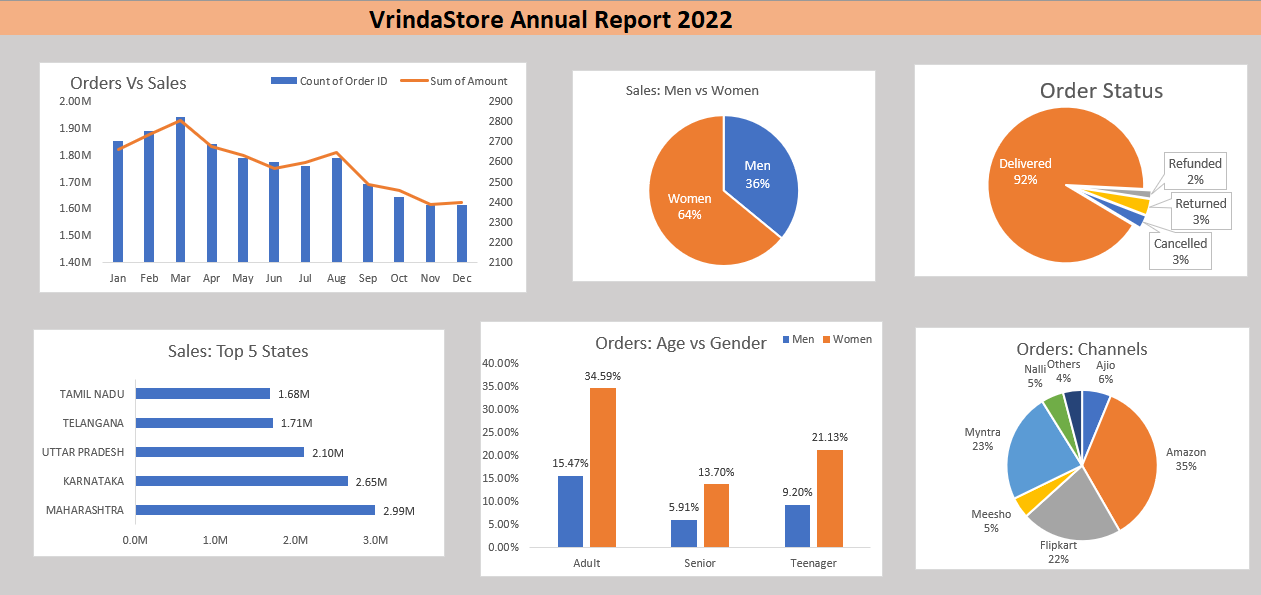 VrindaStore Annual Report 2022
Orders Vs Sales
Count of Order ID
Sum of Amount
2.00M
1.90M
1.80M
1.70M
1.60M
1.50M
1.40M
2900
2800
2700
2600
2500
2400
2300
2200
2100
Jan Feb Mar Apr May Jun Jul Aug Sep Oct Nov Dec
Sales: Men vs Women
Men
36%
Women
64%
Order Status
Delivered
92%
Refunded
2%
Returned
3%
Cancelled
3%
Sales: Top 5 States
TAMIL NADU 1.68M
TELANGANA 1.71M
UTTAR PRADESH 2.10M
KARNATAKA 2.65M
MAHARASHTRA 2.99M
0.0M 1.0M 2.0M 3.0M
Orders: Age vs Gender
Men Women
40.00%
35.00%
30.00%
25.00%
20.00%
15.00%
10.00%
5.00%
0.00%
15.47%
34.59%
5.91%
13.70%
9.20%
21.13%
Adult Senior Teenager
Orders: Channels
Nalli
5%
Others
4%
Ajio
6%
Amazon
35%
Myntra
23%
Meesho
5%
Flipkart
22%